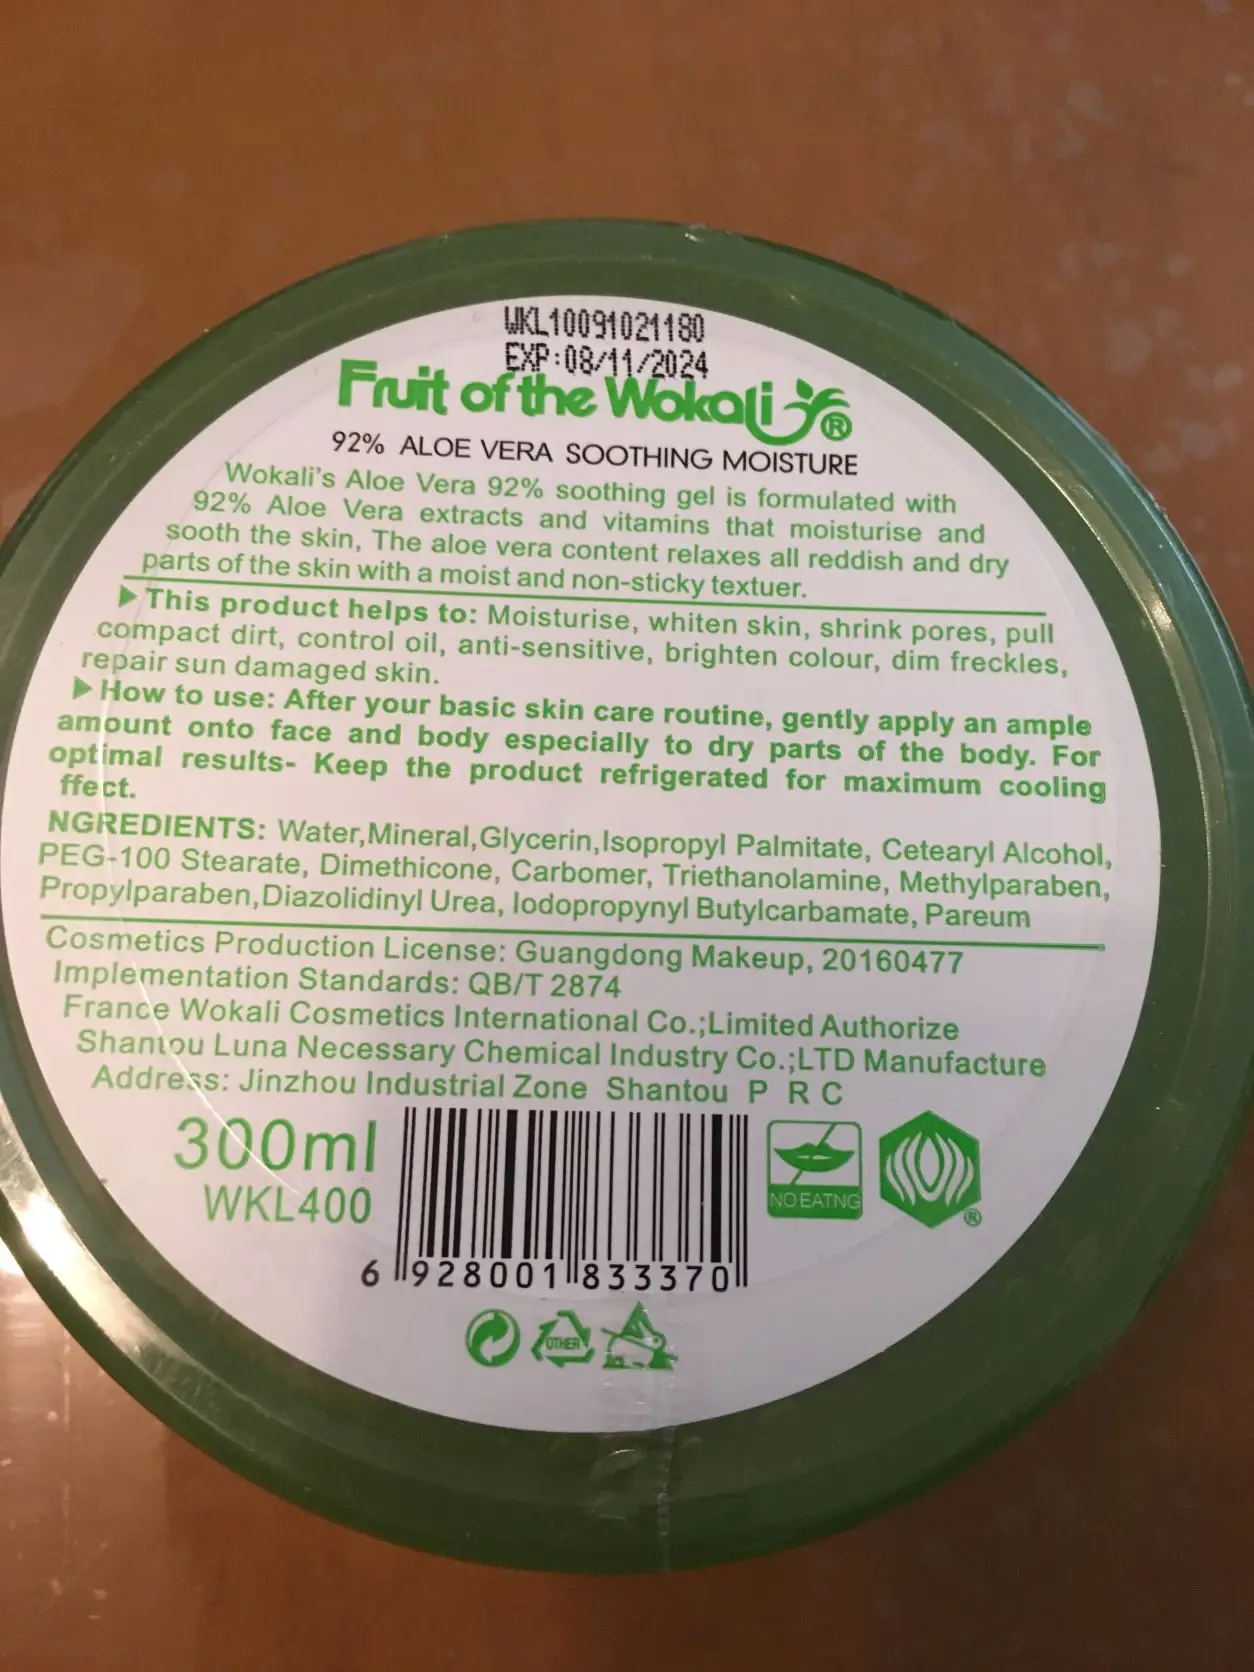 WKL10091021180
EXP:08/11/2024
Fruit of the Wokali ®
92% ALOE VERA SOOTHING MOISTURE
Wokali's Aloe Vera 92% soothing gel is formulated with
92% Aloe Vera extracts and vitamins that moisturise and
sooth the skin, The aloe vera content relaxes all reddish and dry
parts of the skin with a moist and non-sticky textuer.
▶ This product helps to: Moisturise, whiten skin, shrink pores, pull
compact dirt, control oil, anti-sensitive, brighten colour, dim freckles,
repair sun damaged skin.
▶ How to use: After your basic skin care routine, gently apply an ample
amount onto face and body especially to dry parts of the body. For
optimal results- Keep the product refrigerated for maximum cooling
ffect.
NGREDIENTS: Water,Mineral,Glycerin,Isopropyl Palmitate, Cetearyl Alcohol,
PEG-100 Stearate, Dimethicone, Carbomer, Triethanolamine, Methylparaben,
Propylparaben,Diazolidinyl Urea, Iodopropynyl Butylcarbamate, Pareum
Cosmetics Production License: Guangdong Makeup, 20160477
Implementation Standards: QB/T 2874
France Wokali Cosmetics International Co.;Limited Authorize
Shantou Luna Necessary Chemical Industry Co.;LTD Manufacture
Address: Jinzhou Industrial Zone Shantou P R C
300ml
WKL400
6 928001 833370
NO EATNG
®
OTHER